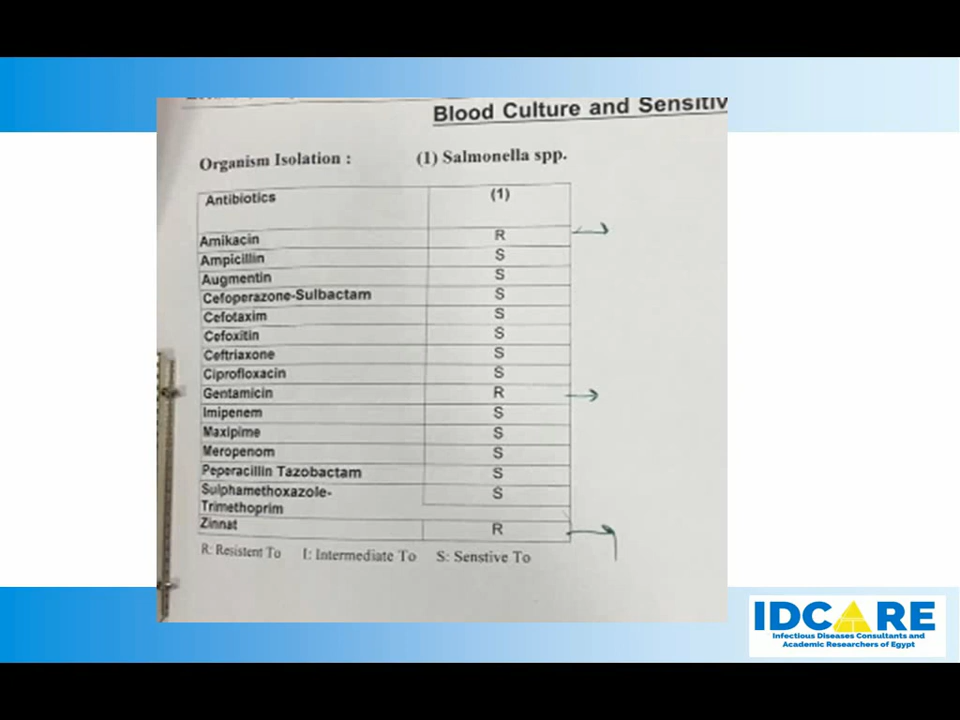 Blood Culture and Sensitiv
Organism Isolation : (1) Salmonella spp.
Antibiotics (1)
Amikacin R
Ampicillin S
Augmentin S
Cefoperazone-Sulbactam S
Cefotaxim S
Cefoxitin S
Ceftriaxone S
Ciprofloxacin S
Gentamicin R
Imipenem S
Maxipime S
Meropenom S
Peperacillin Tazobactam S
Sulphamethoxazole- S
Trimethoprim
Zinnat R
R: Resistent To I: Intermediate To S: Senstive To
IDCARE
Infectious Diseases Consultants and
Academic Researchers of Egypt